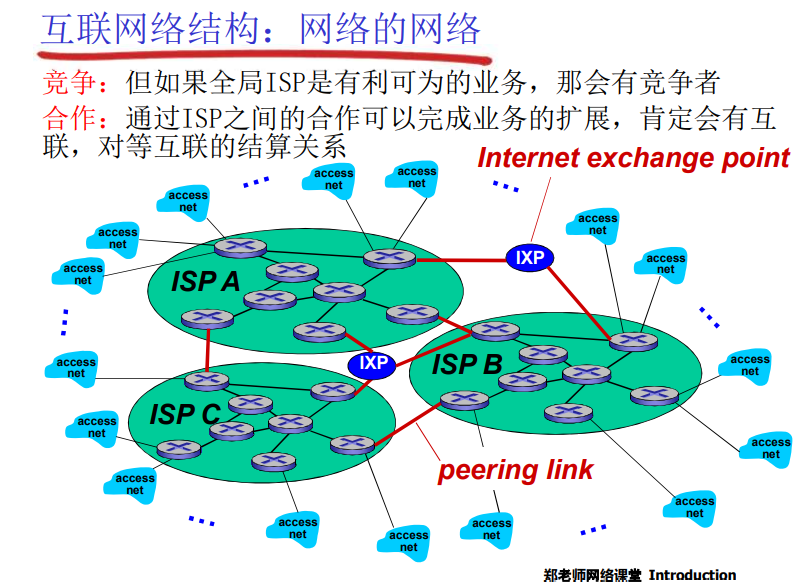 互联网络结构：网络的网络
竞争：但如果全局ISP是有利可为的业务，那会有竞争者
合作：通过ISP之间的合作可以完成业务的扩展，肯定会有互
联，对等互联的结算关系
Internet exchange point
access
net
access
net
access
net
access
net
access
net
access
net
access
net
IXP
ISP A
IXP
ISP B
access
net
access
net
ISP C
access
net
access
net
access
net
peering link
access
net
access
net
access
net
access
net
郑老师网络课堂 Introduction